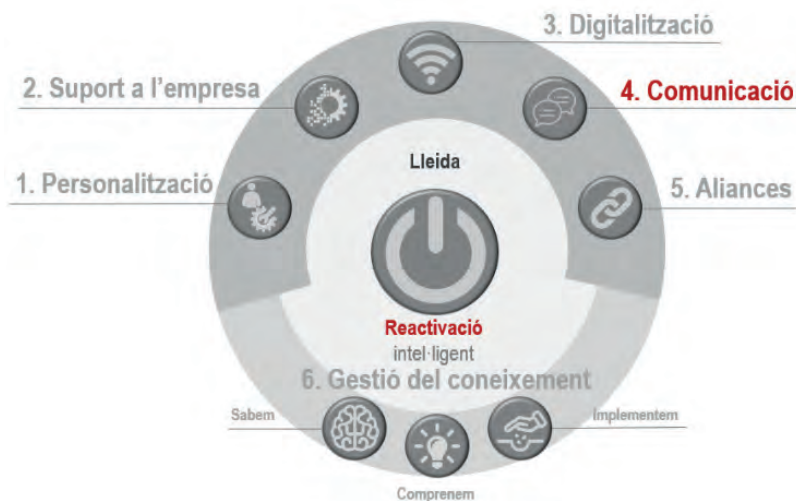 3. Digitalització
2. Suport a l’empresa
4. Comunicació
Lleida
1. Personalització
5. Aliances
Reactivació
intel·ligent
6. Gestió del coneixement
Sabem
Implementem
Comprenem